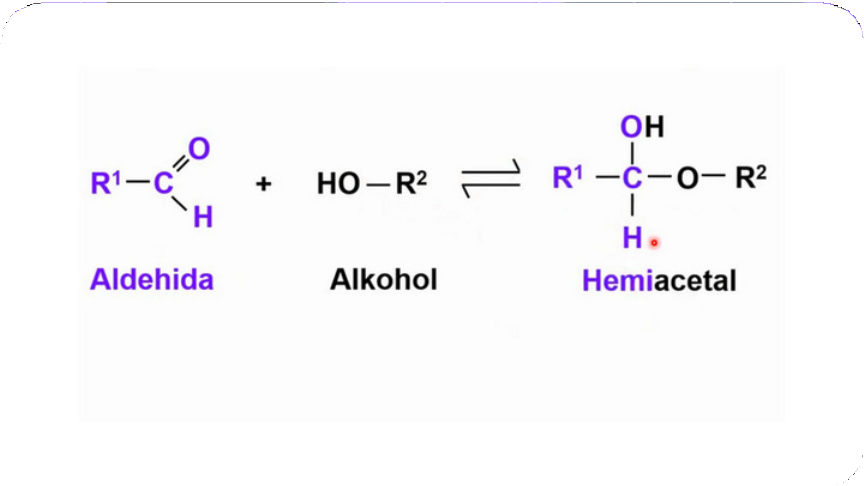 O OH
R¹—C + HO—R² ⇌ R¹—C—O—R²
H H
Aldehida Alkohol Hemiacetal